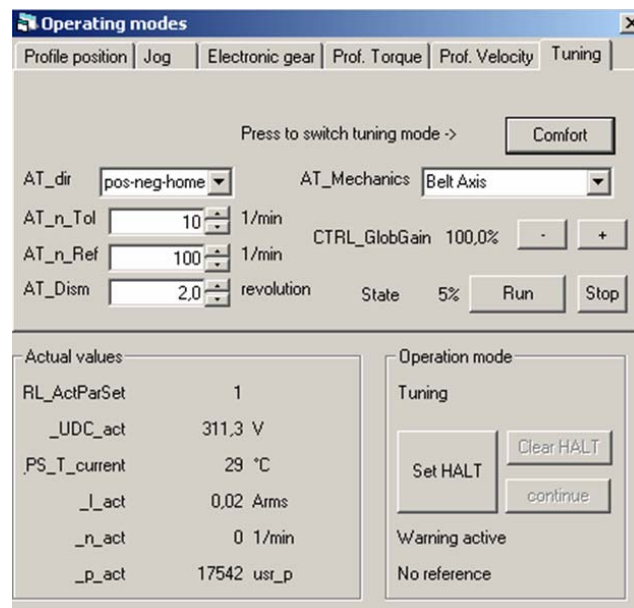 Operating modes
Profile position Jog Electronic gear Prof. Torque Prof. Velocity Tuning
Press to switch tuning mode -> Comfort
AT_dir pos-neg-home AT_Mechanics Belt Axis
AT_n_Tol 10 1/min
CTRL_GlobGain 100,0% - +
AT_n_Ref 100 1/min
AT_Dism 2,0 revolution State 5% Run Stop
Actual values
RL_ActParSet 1
_UDC_act 311,3 V
PS_T_current 29 °C
_I_act 0,02 Arms
_n_act 0 1/min
_p_act 17542 usr_p
Operation mode
Tuning
Set HALT
Clear HALT
continue
Warning active
No reference